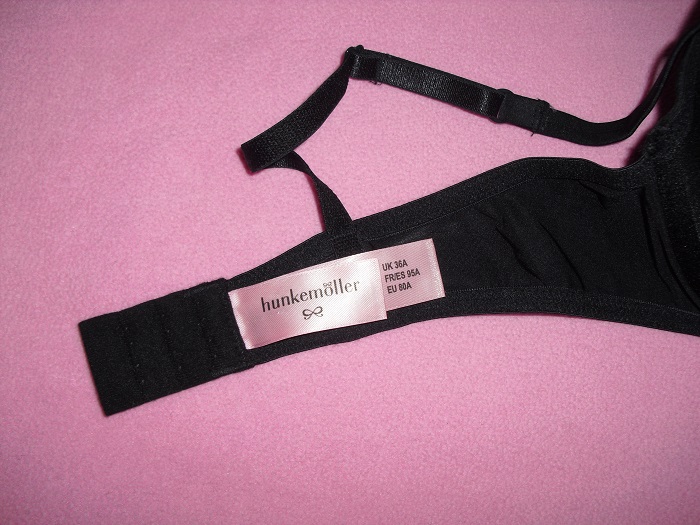 hunkemöller
UK 36A
FR/ES 95A
EU 80A